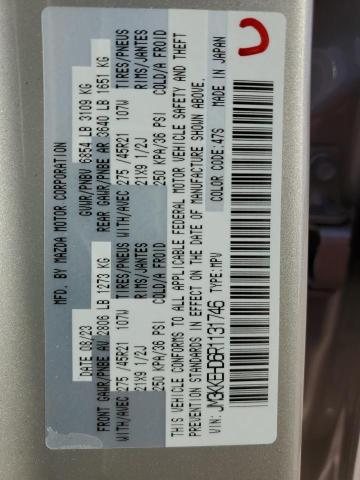 MFD. BY MAZDA MOTOR CORPORATION
DATE 08/23 GVWR/PNBV 6854 LB 3109 KG
FRONT GAWR/PNBE AV 2806 LB 1273 KG REAR GAWR/PNBE AR 3640 LB 1651 KG
WITH/AVEC 275 /45R21 107W TIRES/PNEUS WITH/AVEC 275 /45R21 107W TIRES/PNEUS
21X9 1/2J RIMS/JANTES 21X9 1/2J RIMS/JANTES
250 KPA/36 PSI COLD/A FROID 250 KPA/36 PSI COLD/A FROID
THIS VEHICLE CONFORMS TO ALL APPLICABLE FEDERAL MOTOR VEHICLE SAFETY AND THEFT
PREVENTION STANDARDS IN EFFECT ON THE DATE OF MANUFACTURE SHOWN ABOVE.
VIN: JM3KKEHD6R1131746 TYPE:MPV COLOR CODE:47S MADE IN JAPAN